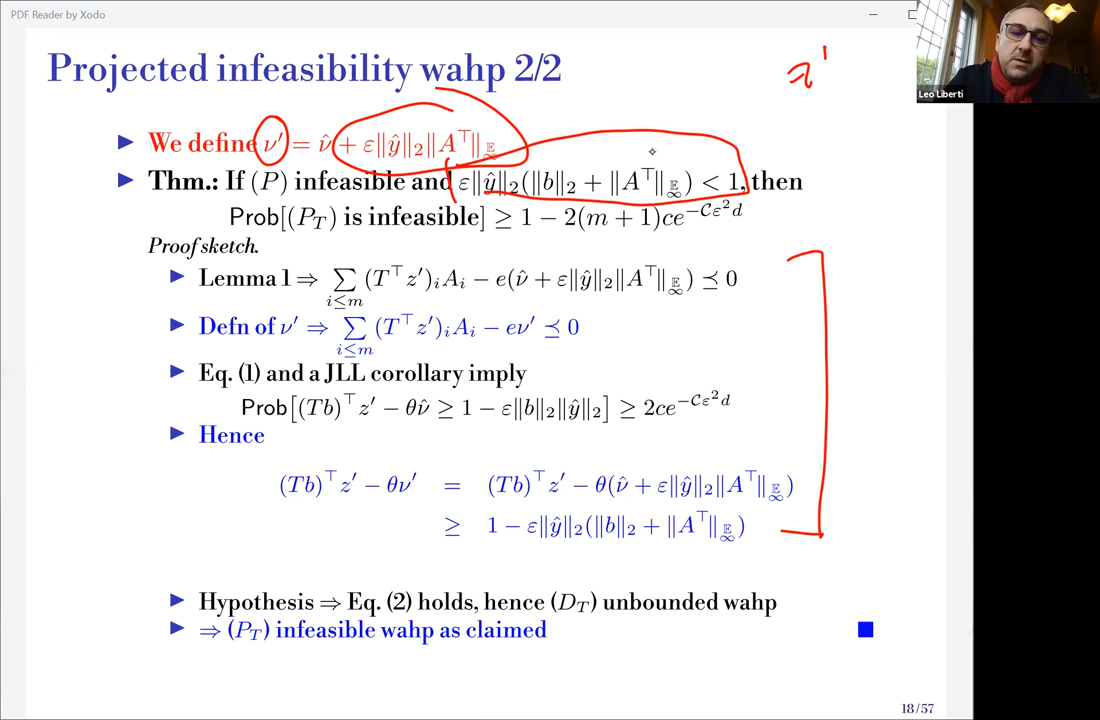 PDF Reader by Xodo
Projected infeasibility wahp 2/2
z'
Leo Liberti
▶ We define ν′ = ν̂ + ε‖ŷ‖₂‖A⊤‖_𝔼/∞
▶ Thm.: If (P) infeasible and ε‖ŷ‖₂(‖b‖₂ + ‖A⊤‖_𝔼/∞) < 1, then
Prob[(P_T) is infeasible] ≥ 1 − 2(m + 1)ce^{−𝒞ε²d}
Proof sketch.
▶ Lemma 1 ⇒ ∑_{i≤m} (T⊤z′)ᵢAᵢ − e(ν̂ + ε‖ŷ‖₂‖A⊤‖_𝔼/∞) ⪯ 0
▶ Defn of ν′ ⇒ ∑_{i≤m} (T⊤z′)ᵢAᵢ − eν′ ⪯ 0
▶ Eq. (1) and a JLL corollary imply
Prob[(Tb)⊤z′ − θν̂ ≥ 1 − ε‖b‖₂‖ŷ‖₂] ≥ 2ce^{−𝒞ε²d}
▶ Hence
(Tb)⊤z′ − θν′ = (Tb)⊤z′ − θ(ν̂ + ε‖ŷ‖₂‖A⊤‖_𝔼/∞)
≥ 1 − ε‖ŷ‖₂(‖b‖₂ + ‖A⊤‖_𝔼/∞)
▶ Hypothesis ⇒ Eq. (2) holds, hence (D_T) unbounded wahp
▶ ⇒ (P_T) infeasible wahp as claimed
18/57